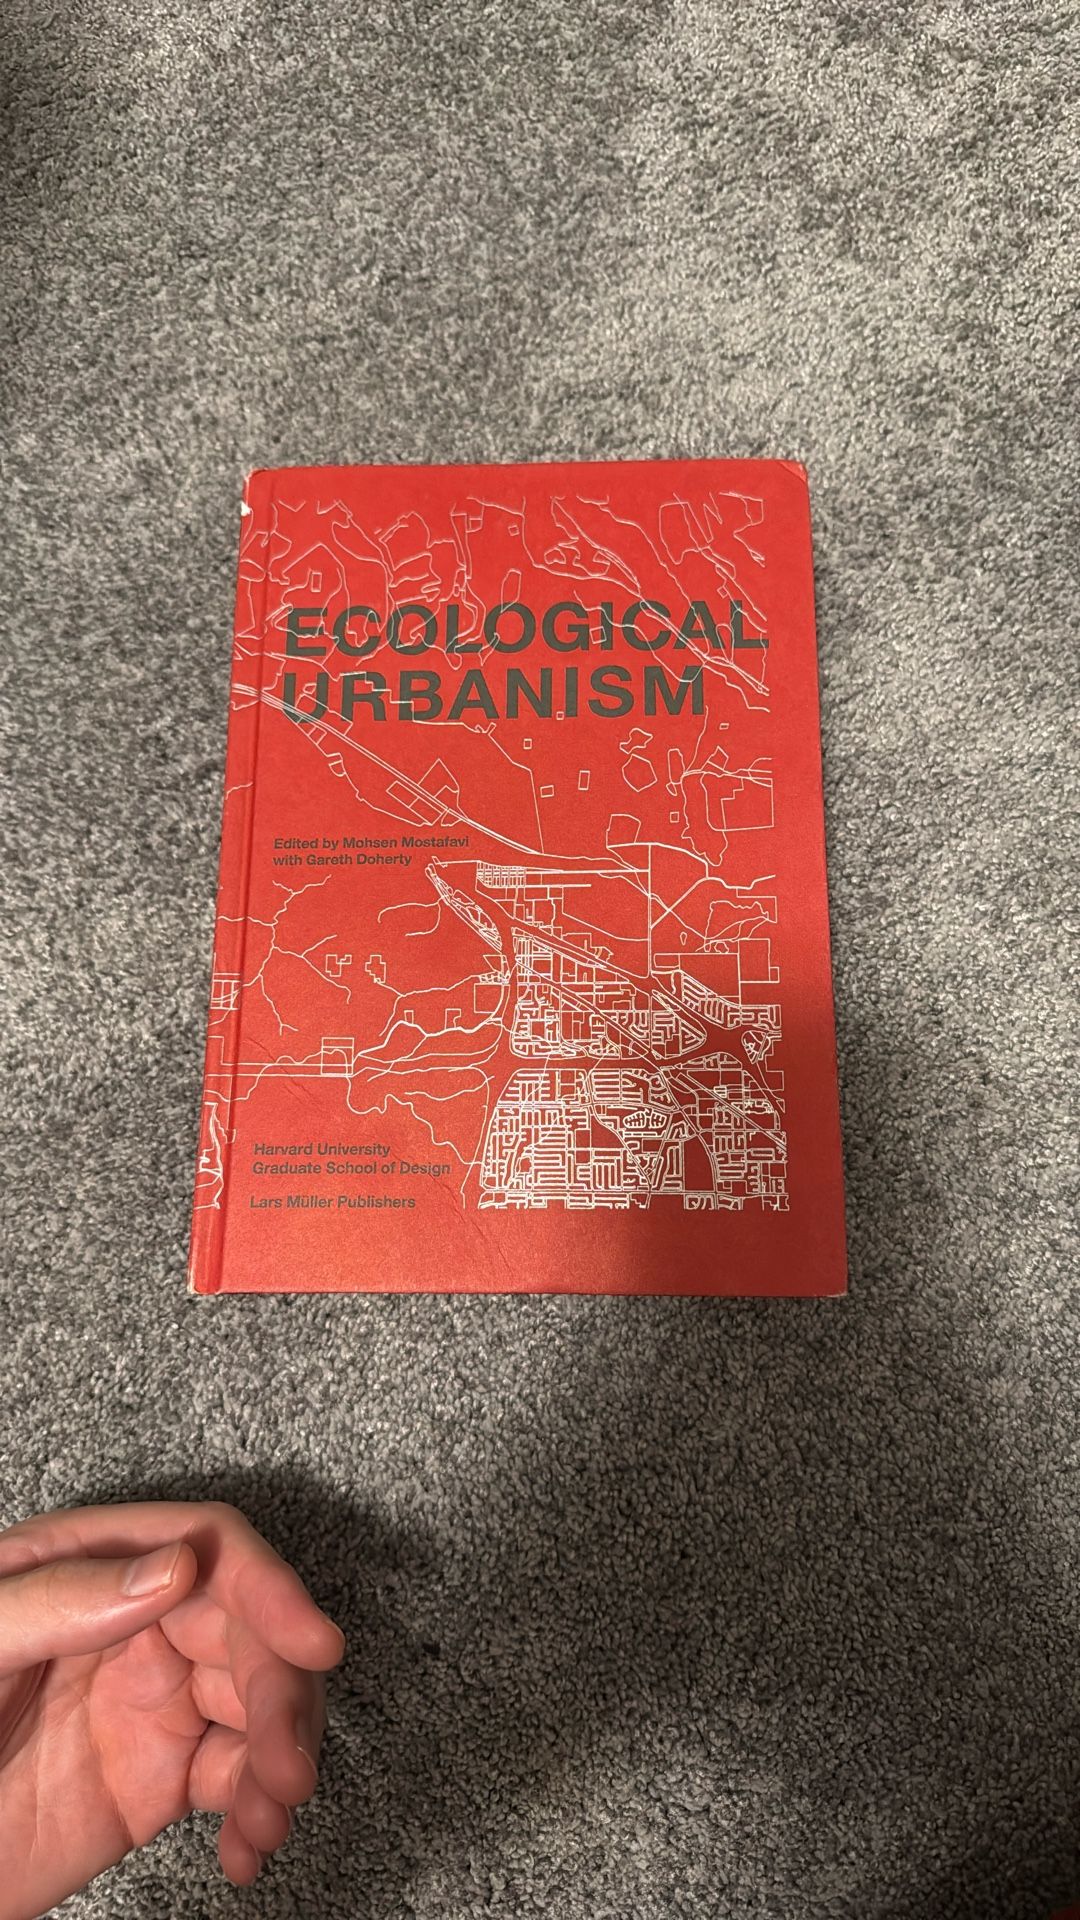 ECOLOGICAL
URBANISM
Edited by Mohsen Mostafavi
with Gareth Doherty
Harvard University
Graduate School of Design
Lars Müller Publishers